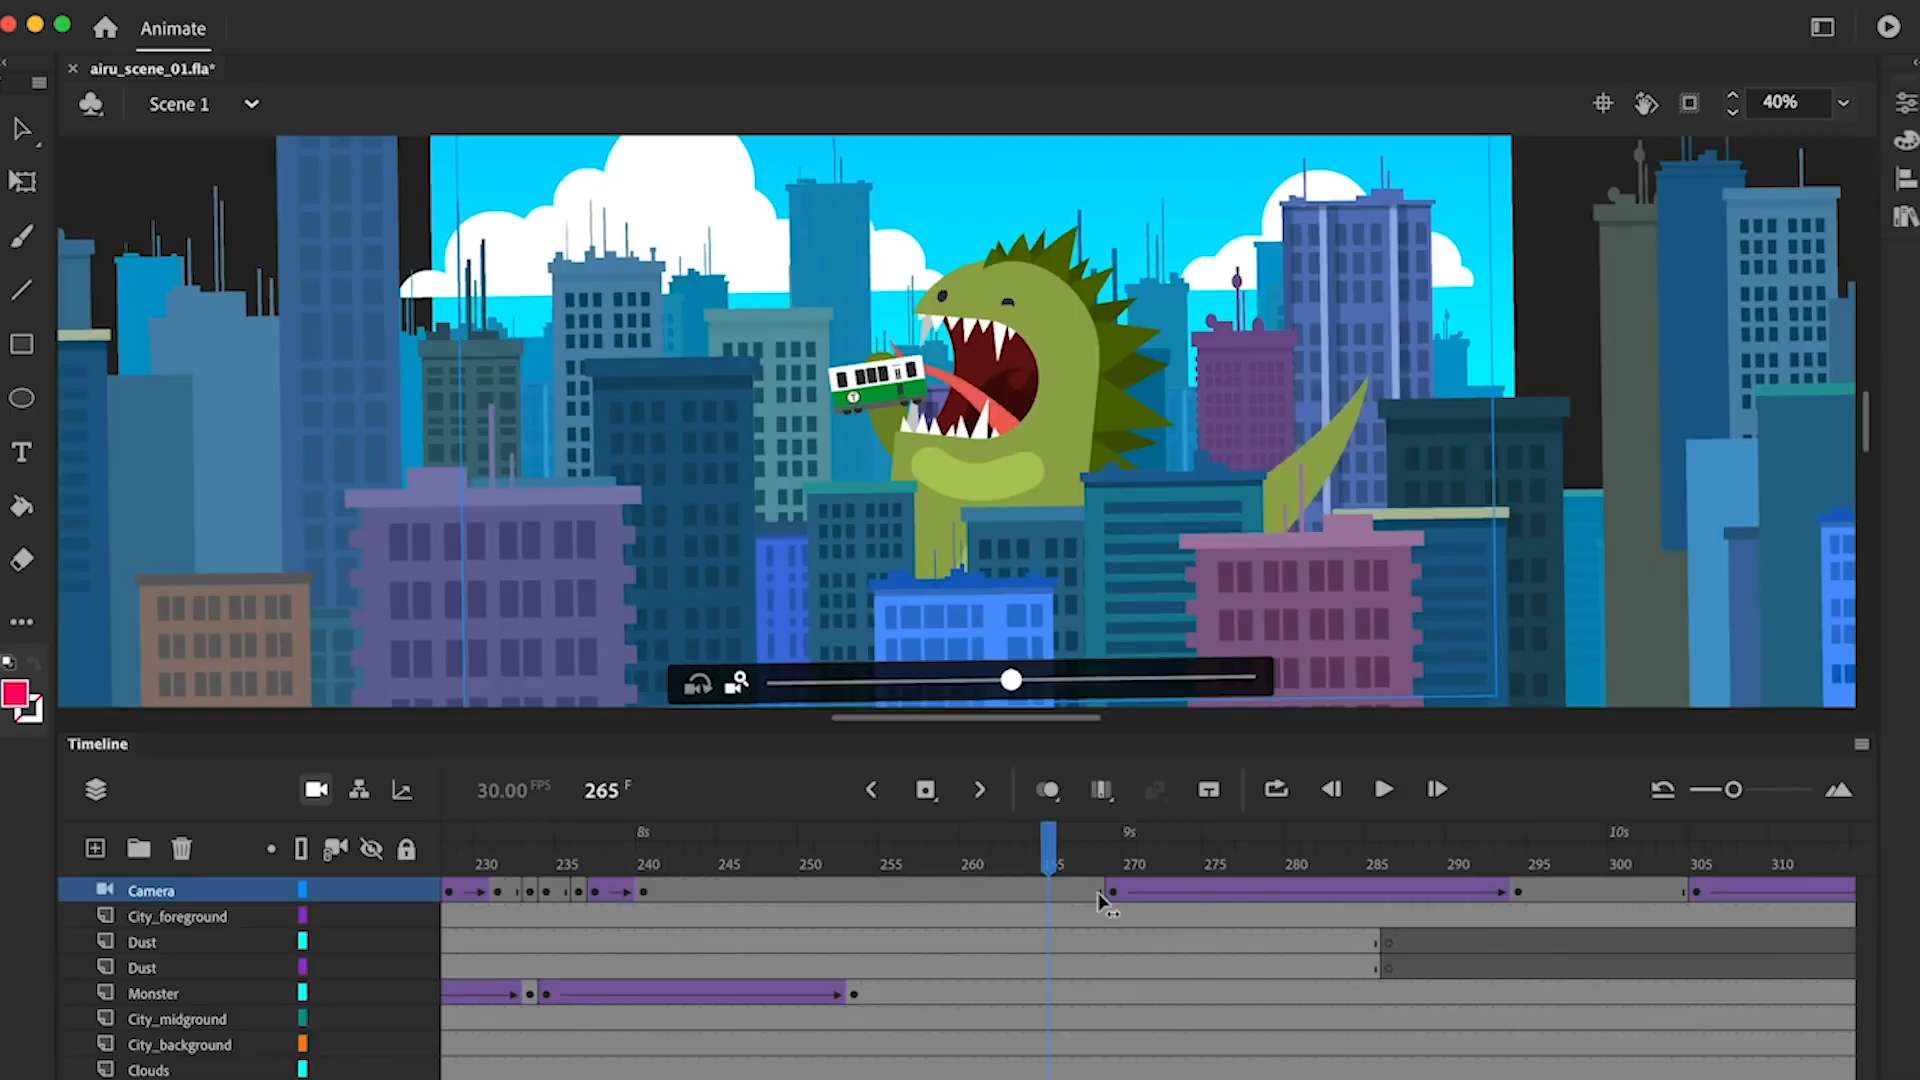 Animate
airu_scene_01.fla*
Scene 1
40%
T
Timeline
30.00 FPS 265 F
8s 9s 10s
230 235 240 245 250 255 260 265 270 275 280 285 290 295 300 305 310
Camera
City_foreground
Dust
Dust
Monster
City_midground
City_background
Clouds